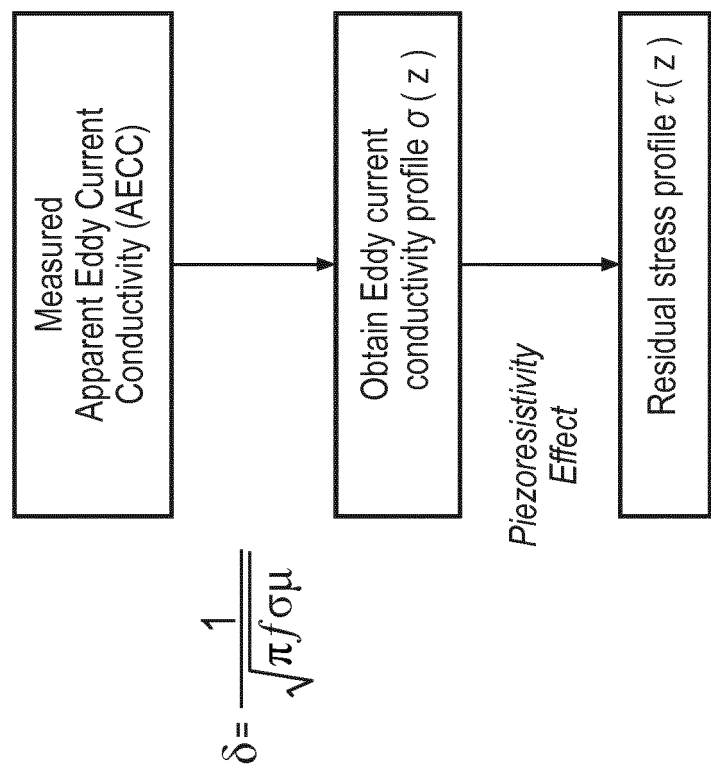 Measured
Apparent Eddy Current
Conductivity (AECC)
δ= 1/√πfσμ
Obtain Eddy current
conductivity profile σ( z )
Piezoresistivity
Effect
Residual stress profile τ( z )